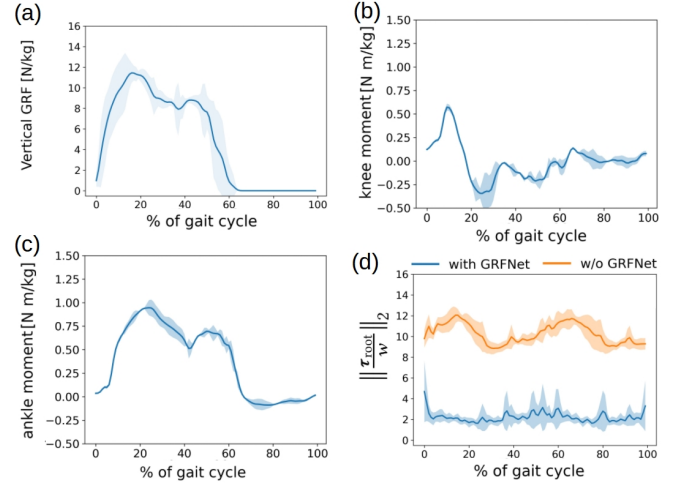 (a)
Vertical GRF [N/kg]
16
14
12
10
8
6
4
2
0
0 20 40 60 80 100
% of gait cycle
(b)
knee moment[N m/kg]
1.50
1.25
1.00
0.75
0.50
0.25
0.00
−0.25
−0.50
0 20 40 60 80 100
% of gait cycle
(c)
ankle moment[N m/kg]
1.50
1.25
1.00
0.75
0.50
0.25
0.00
−0.25
−0.50
0 20 40 60 80 100
% of gait cycle
(d)
with GRFNet w/o GRFNet
||τroot/w||2
16
14
12
10
8
6
4
2
0
0 20 40 60 80 100
% of gait cycle